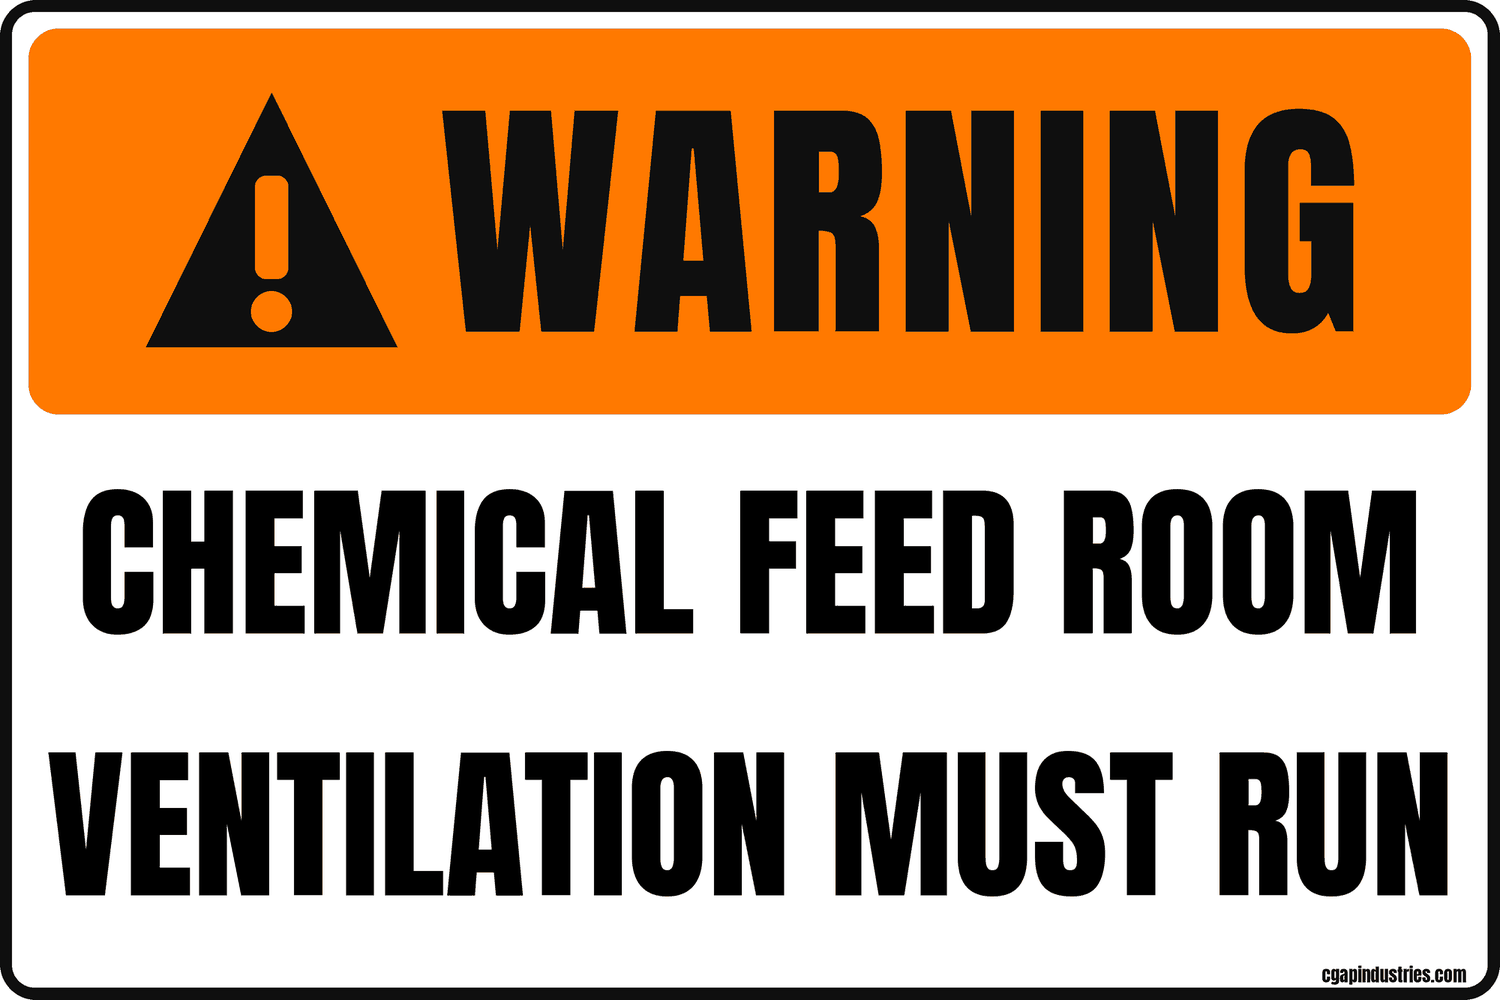 WARNING
CHEMICAL FEED ROOM
VENTILATION MUST RUN
cgapindustries.com